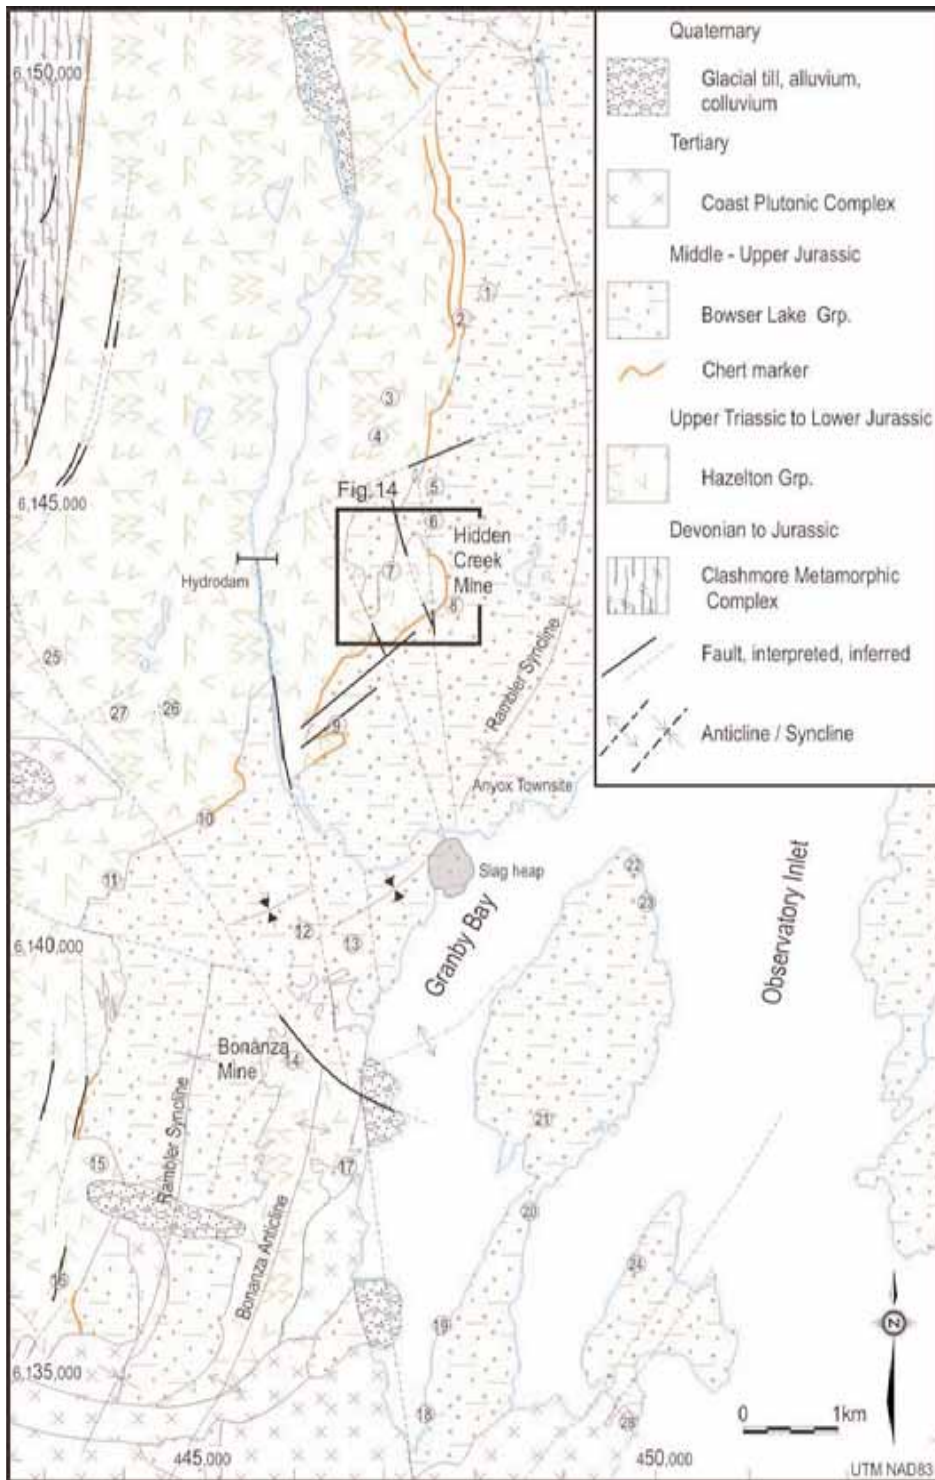 Quaternary
Glacial till, alluvium,
colluvium
Tertiary
Coast Plutonic Complex
Middle - Upper Jurassic
Bowser Lake Grp.
Chert marker
Upper Triassic to Lower Jurassic
Hazelton Grp.
Devonian to Jurassic
Clashmore Metamorphic
Complex
Fault, interpreted, inferred
Anticline / Syncline
6,150,000
1
2
3
4
Fig. 14
5
6,145,000
6
Hidden
Creek
Mine
Hydrodam
7
8
25
Rambler Syncline
27
26
9
Anyox Townsite
10
Slag heap
11
22
23
Granby Bay
Observatory Inlet
12
13
6,140,000
Bonanza
Mine
14
21
Rambler Syncline
15
17
20
Bonanza Anticline
24
16
19
6,135,000
18
28
0
1km
445,000
450,000
UTM NAD83
Z